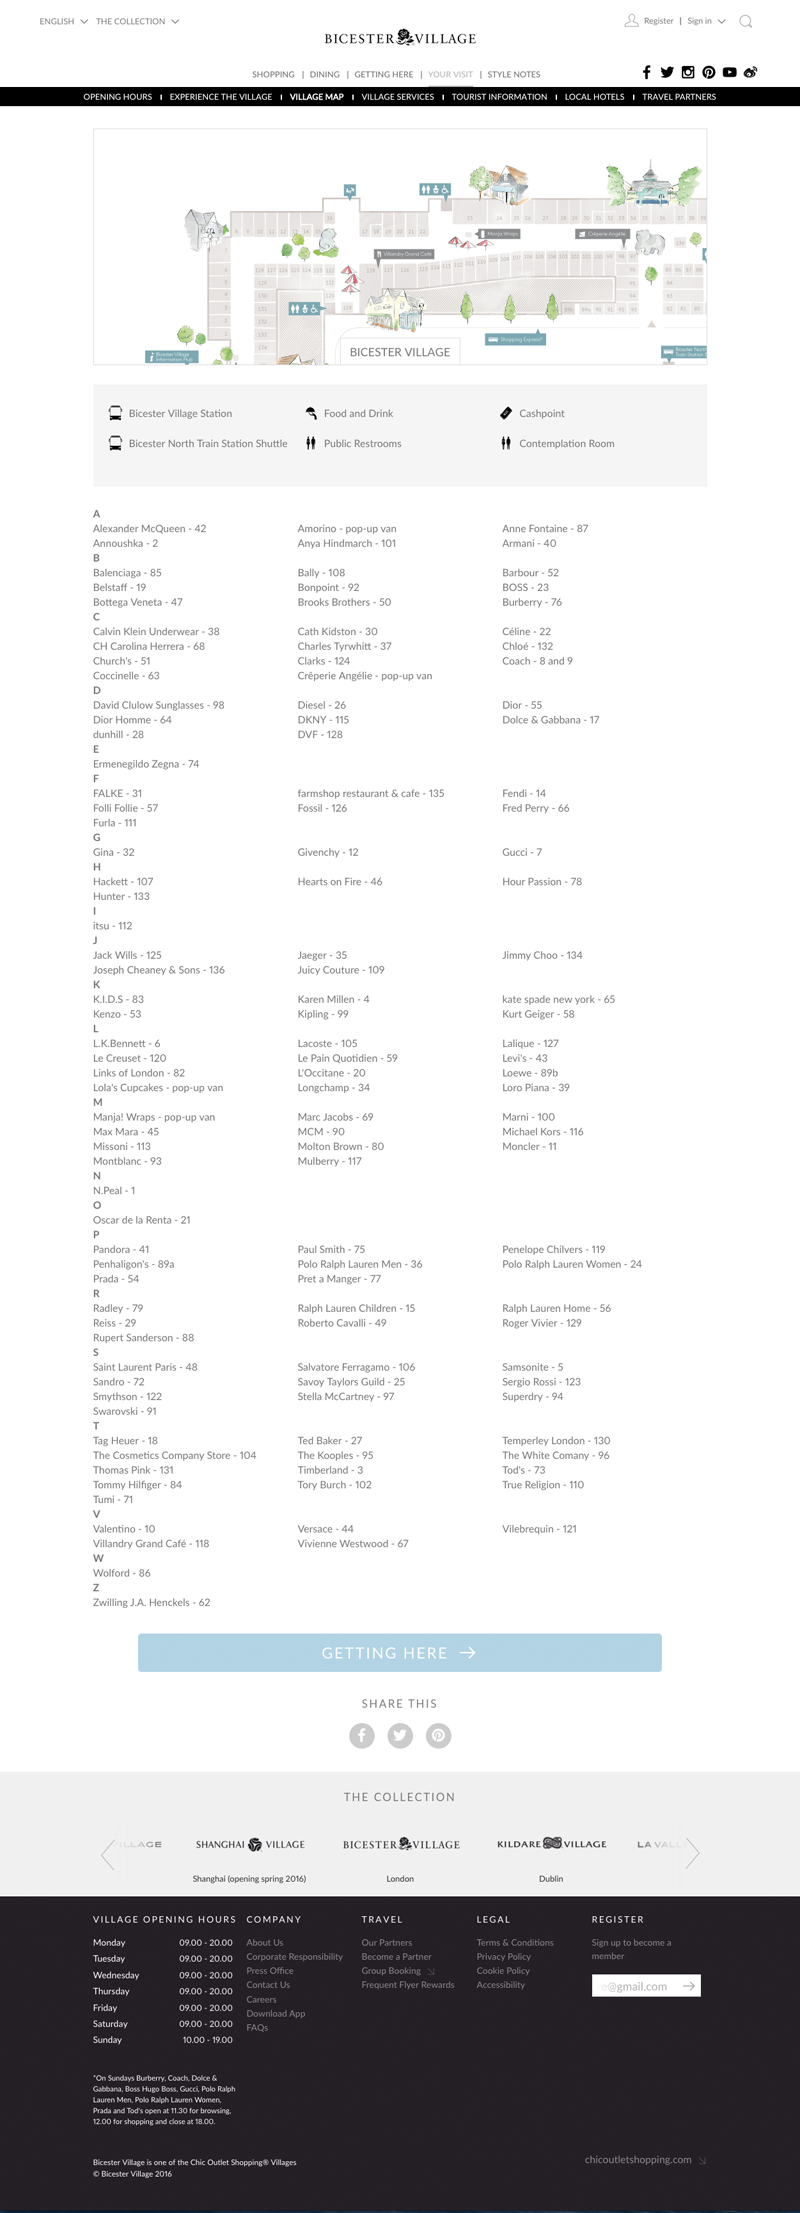 ENGLISH THE COLLECTION
Register | Sign in
BICESTER VILLAGE
SHOPPING | DINING | GETTING HERE | YOUR VISIT | STYLE NOTES
OPENING HOURS | EXPERIENCE THE VILLAGE | VILLAGE MAP | VILLAGE SERVICES | TOURIST INFORMATION | LOCAL HOTELS | TRAVEL PARTNERS
Manja Wraps
Crêperie Angélie
Villandry Grand Café
Shopping Express®
Bicester Village
Information Hub
BICESTER VILLAGE
Bicester Village Station Food and Drink Cashpoint
Bicester North Train Station Shuttle Public Restrooms Contemplation Room
A
Alexander McQueen - 42 Amorino - pop-up van Anne Fontaine - 87
Annoushka - 2 Anya Hindmarch - 101 Armani - 40
B
Balenciaga - 85 Bally - 108 Barbour - 52
Belstaff - 19 Bonpoint - 92 BOSS - 23
Bottega Veneta - 47 Brooks Brothers - 50 Burberry - 76
C
Calvin Klein Underwear - 38 Cath Kidston - 30 Céline - 22
CH Carolina Herrera - 68 Charles Tyrwhitt - 37 Chloé - 132
Church's - 51 Clarks - 124 Coach - 8 and 9
Coccinelle - 63 Crêperie Angélie - pop-up van
D
David Clulow Sunglasses - 98 Diesel - 26 Dior - 55
Dior Homme - 64 DKNY - 115 Dolce & Gabbana - 17
dunhill - 28 DVF - 128
E
Ermenegildo Zegna - 74
F
FALKE - 31 farmshop restaurant & cafe - 135 Fendi - 14
Folli Follie - 57 Fossil - 126 Fred Perry - 66
Furla - 111
G
Gina - 32 Givenchy - 12 Gucci - 7
H
Hackett - 107 Hearts on Fire - 46 Hour Passion - 78
Hunter - 133
I
itsu - 112
J
Jack Wills - 125 Jaeger - 35 Jimmy Choo - 134
Joseph Cheaney & Sons - 136 Juicy Couture - 109
K
K.I.D.S - 83 Karen Millen - 4 kate spade new york - 65
Kenzo - 53 Kipling - 99 Kurt Geiger - 58
L
L.K.Bennett - 6 Lacoste - 105 Lalique - 127
Le Creuset - 120 Le Pain Quotidien - 59 Levi's - 43
Links of London - 82 L'Occitane - 20 Loewe - 89b
Lola's Cupcakes - pop-up van Longchamp - 34 Loro Piana - 39
M
Manja! Wraps - pop-up van Marc Jacobs - 69 Marni - 100
Max Mara - 45 MCM - 90 Michael Kors - 116
Missoni - 113 Molton Brown - 80 Moncler - 11
Montblanc - 93 Mulberry - 117
N
N.Peal - 1
O
Oscar de la Renta - 21
P
Pandora - 41 Paul Smith - 75 Penelope Chilvers - 119
Penhaligon's - 89a Polo Ralph Lauren Men - 36 Polo Ralph Lauren Women - 24
Prada - 54 Pret a Manger - 77
R
Radley - 79 Ralph Lauren Children - 15 Ralph Lauren Home - 56
Reiss - 29 Roberto Cavalli - 49 Roger Vivier - 129
Rupert Sanderson - 88
S
Saint Laurent Paris - 48 Salvatore Ferragamo - 106 Samsonite - 5
Sandro - 72 Savoy Taylors Guild - 25 Sergio Rossi - 123
Smythson - 122 Stella McCartney - 97 Superdry - 94
Swarovski - 91
T
Tag Heuer - 18 Ted Baker - 27 Temperley London - 130
The Cosmetics Company Store - 104 The Kooples - 95 The White Comany - 96
Thomas Pink - 131 Timberland - 3 Tod's - 73
Tommy Hilfiger - 84 Tory Burch - 102 True Religion - 110
Tumi - 71
V
Valentino - 10 Versace - 44 Vilebrequin - 121
Villandry Grand Café - 118 Vivienne Westwood - 67
W
Wolford - 86
Z
Zwilling J.A. Henckels - 62
GETTING HERE
SHARE THIS
THE COLLECTION
SHANGHAI VILLAGE BICESTER VILLAGE KILDARE VILLAGE
Shanghai (opening spring 2016) London Dublin
VILLAGE OPENING HOURS
Monday 09.00 - 20.00
Tuesday 09.00 - 20.00
Wednesday 09.00 - 20.00
Thursday 09.00 - 20.00
Friday 09.00 - 20.00
Saturday 09.00 - 20.00
Sunday 10.00 - 19.00
*On Sundays Burberry, Coach, Dolce &
Gabbana, Boss Hugo Boss, Gucci, Polo Ralph
Lauren Men, Polo Ralph Lauren Women,
Prada and Tod's open at 11.30 for browsing,
12.00 for shopping and close at 18.00.
COMPANY
About Us
Corporate Responsibility
Press Office
Contact Us
Careers
Download App
FAQs
TRAVEL
Our Partners
Become a Partner
Group Booking
Frequent Flyer Rewards
LEGAL
Terms & Conditions
Privacy Policy
Cookie Policy
Accessibility
REGISTER
Sign up to become a
member
@gmail.com
Bicester Village is one of the Chic Outlet Shopping® Villages
© Bicester Village 2016
chicoutletshopping.com